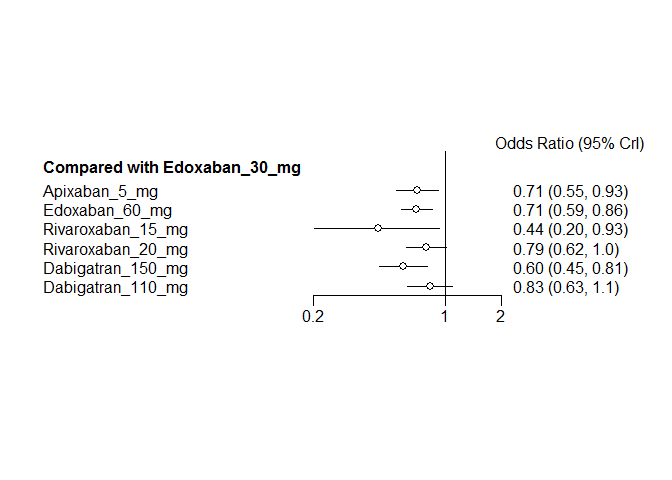 Odds Ratio (95% CrI)
Compared with Edoxaban_30_mg
Apixaban_5_mg 0.71 (0.55, 0.93)
Edoxaban_60_mg 0.71 (0.59, 0.86)
Rivaroxaban_15_mg 0.44 (0.20, 0.93)
Rivaroxaban_20_mg 0.79 (0.62, 1.0)
Dabigatran_150_mg 0.60 (0.45, 0.81)
Dabigatran_110_mg 0.83 (0.63, 1.1)
0.2 1 2